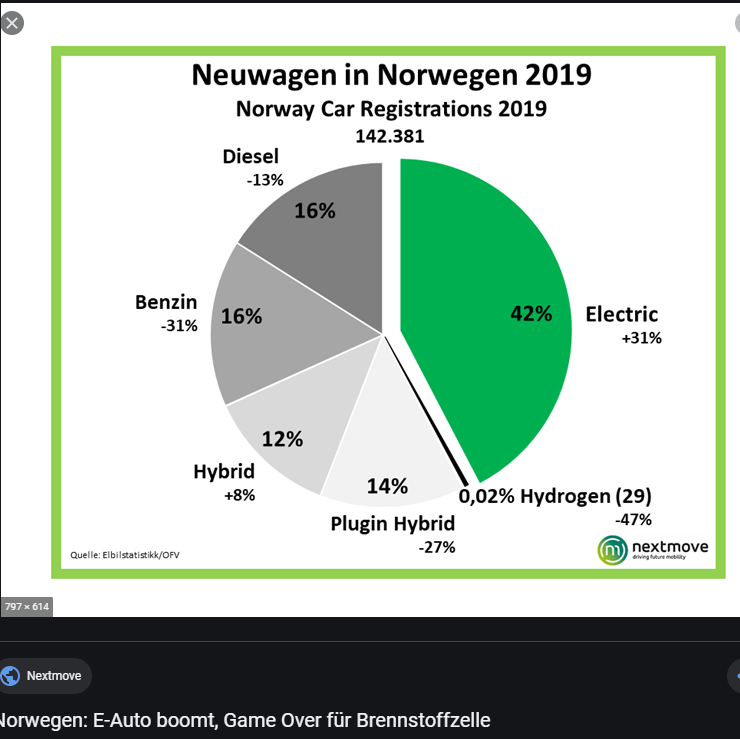 Neuwagen in Norwegen 2019
Norway Car Registrations 2019
142.381
Diesel
-13%
16%
Benzin
-31%
16%
42%
Electric
+31%
12%
Hybrid
+8%
14%
Plugin Hybrid
-27%
0,02% Hydrogen (29)
-47%
Quelle: Elbilstatistikk/OFV
nextmove
driving future mobility
797 × 614
Nextmove
Norwegen: E-Auto boomt, Game Over für Brennstoffzelle